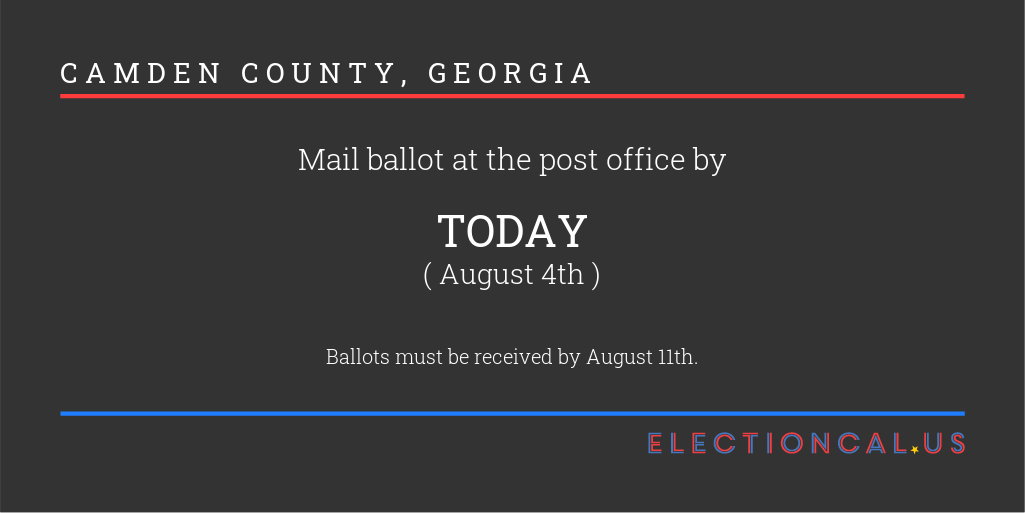 CAMDEN COUNTY, GEORGIA
Mail ballot at the post office by
TODAY
( August 4th )
Ballots must be received by August 11th.
ELECTIONCAL.US